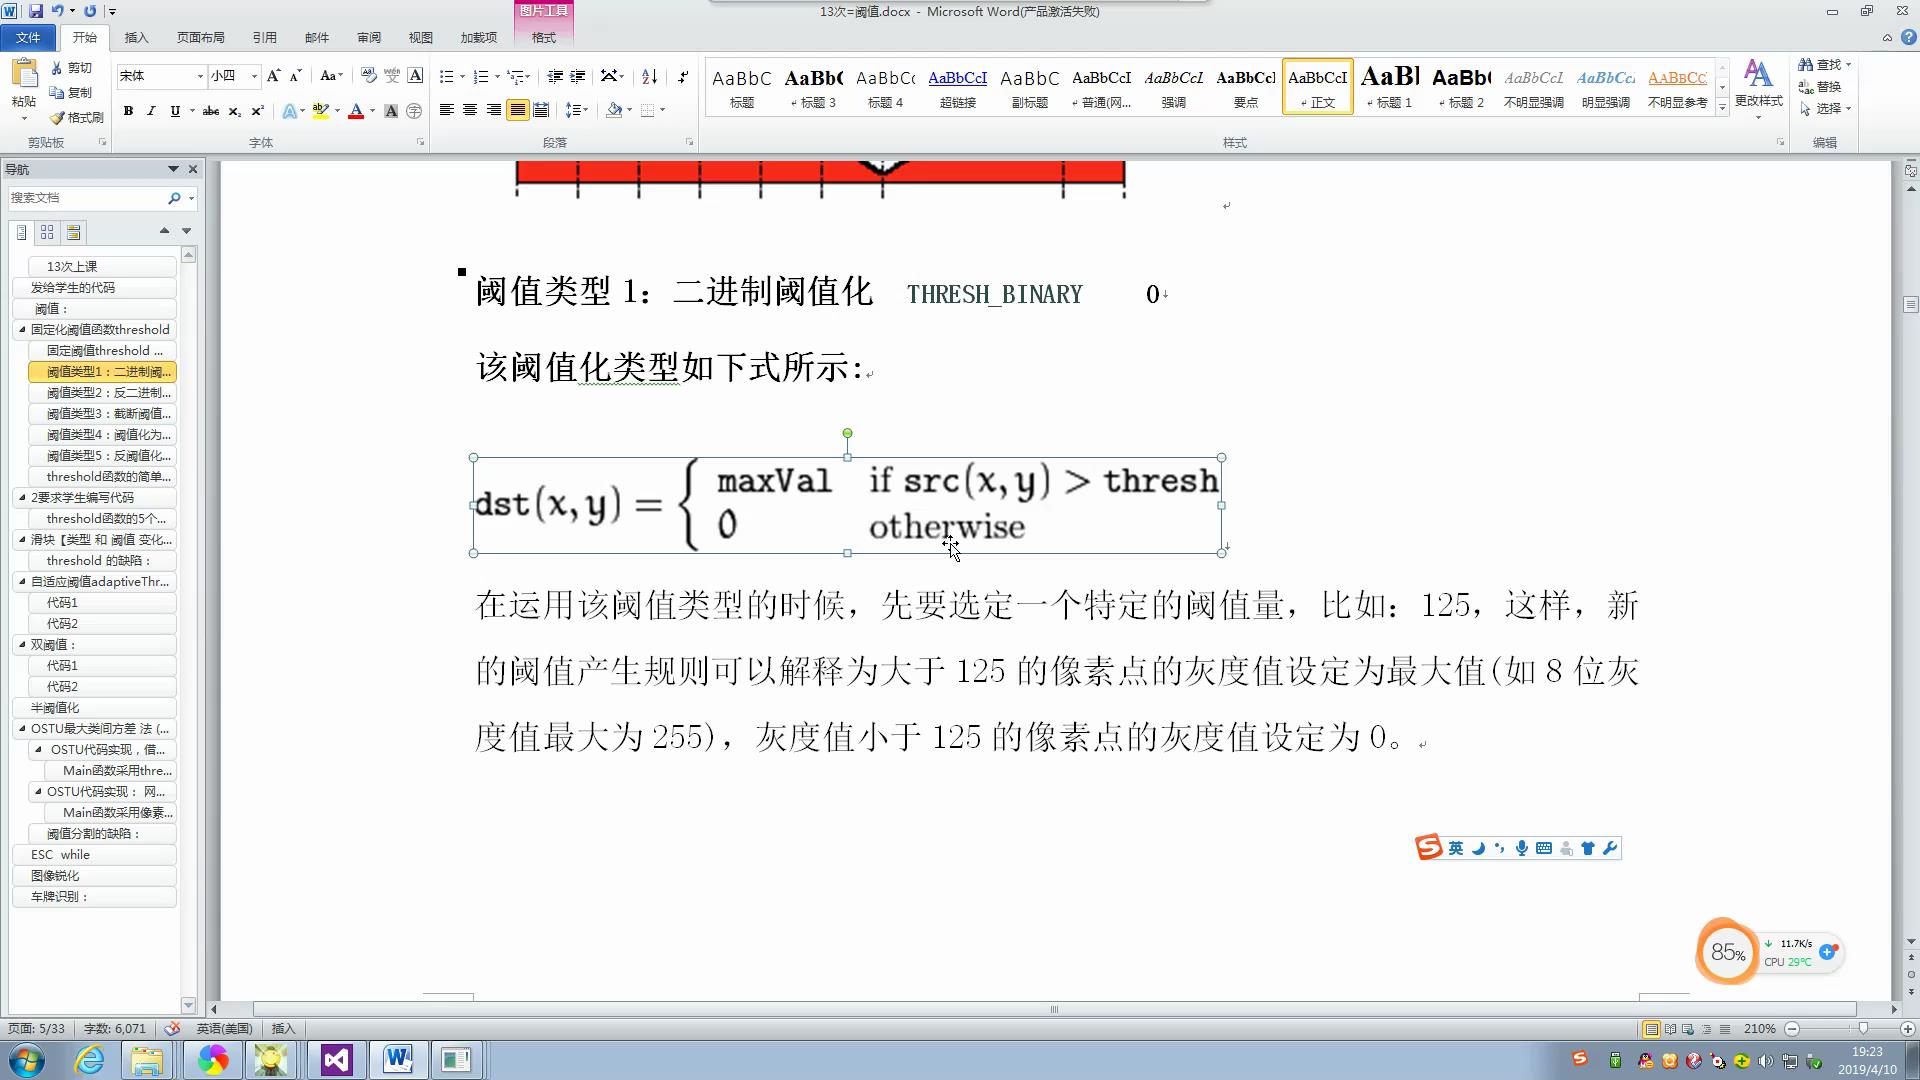 13次=阈值.docx - Microsoft Word(产品激活失败)
图片工具
文件 开始 插入 页面布局 引用 邮件 审阅 视图 加载项 格式
粘贴 剪切 复制 格式刷
宋体 小四
AaBbC AaBb( AaBbCc AaBbCcI AaBbC AaBbCcI AaBbCcL AaBbCc AaBbCcI AaBl AaBb( AaBbCcL AaBbCc. AABBCC
标题 标题 3 标题 4 超链接 副标题 普通(网... 强调 要点 正文 标题 1 标题 2 不明显强调 明显强调 不明显参考
更改样式
查找
替换
选择
剪贴板 字体 段落 样式 编辑
导航
搜索文档
13次上课
发给学生的代码
阈值：
固定化阈值函数threshold
固定阈值threshold ...
阈值类型1：二进制阈...
阈值类型2：反二进制...
阈值类型3：截断阈值...
阈值类型4：阈值化为...
阈值类型5：反阈值化...
threshold函数的简单...
2要求学生编写代码
threshold函数的5个...
滑块【类型 和 阈值 变化...
threshold 的缺陷：
自适应阈值adaptiveThr...
代码1
代码2
双阈值：
代码1
代码2
半阈值化
OSTU最大类间方差 法 (...
OSTU代码实现，借...
Main函数采用thre...
OSTU代码实现： 网...
Main函数采用像素...
阈值分割的缺陷：
ESC while
图像锐化
车牌识别：
阈值类型 1：二进制阈值化 THRESH_BINARY 0
该阈值化类型如下式所示:
dst(x,y) = { maxVal if src(x,y) > thresh
0 otherwise
在运用该阈值类型的时候，先要选定一个特定的阈值量，比如：125，这样，新
的阈值产生规则可以解释为大于 125 的像素点的灰度值设定为最大值(如 8 位灰
度值最大为 255)，灰度值小于 125 的像素点的灰度值设定为 0。
英
85%
11.7K/s
CPU 29℃
页面: 5/33 字数: 6,071 英语(美国) 插入 210%
19:23
2019/4/10